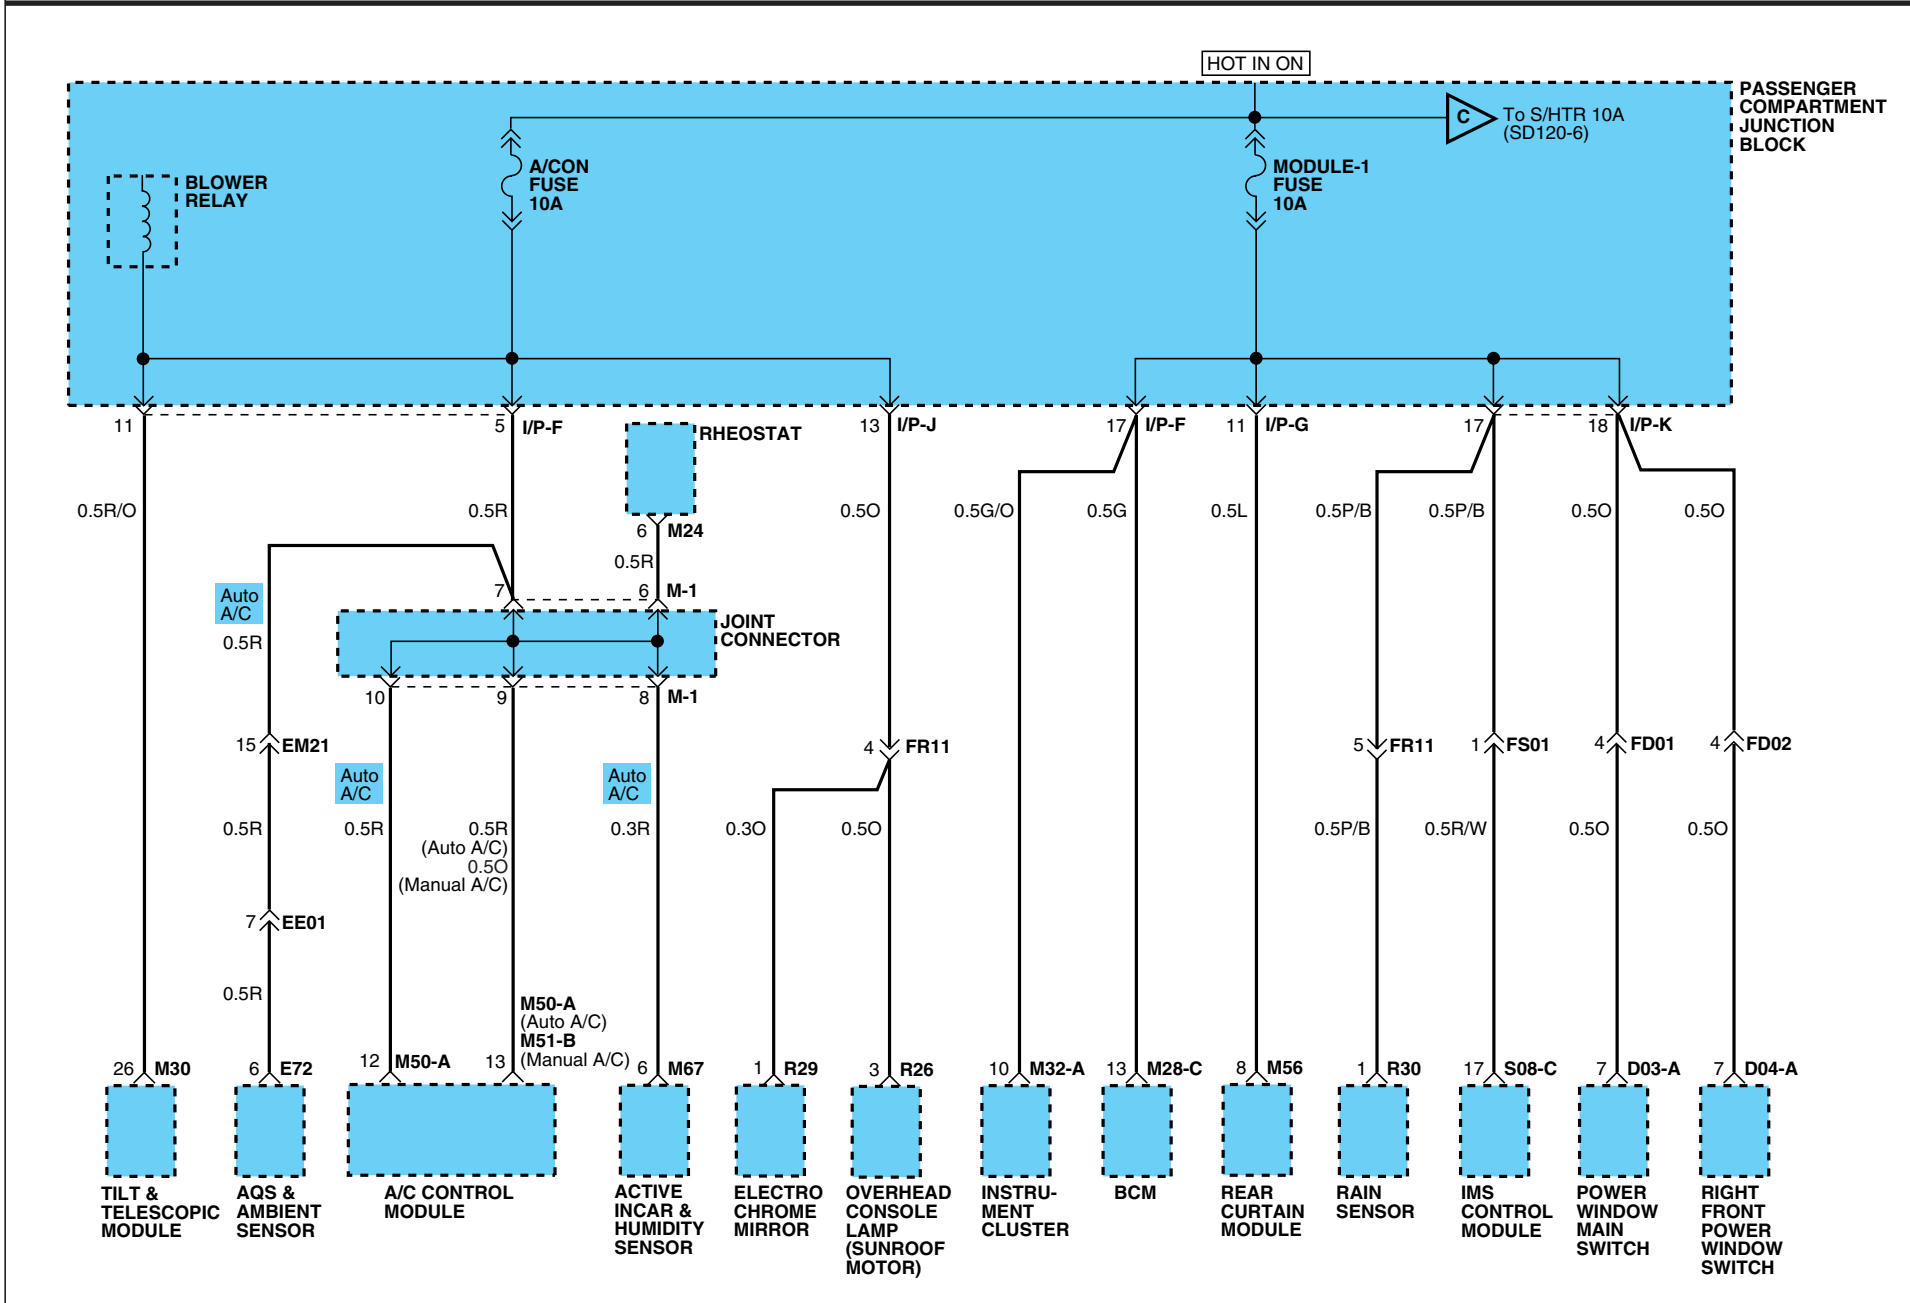 HOT IN ON
PASSENGER
COMPARTMENT
JUNCTION
BLOCK
C
To S/HTR 10A
(SD120-6)
BLOWER
RELAY
A/CON
FUSE
10A
MODULE-1
FUSE
10A
11
5
I/P-F
RHEOSTAT
13
I/P-J
17
I/P-F
11
I/P-G
17
18
I/P-K
0.5R/O
0.5R
0.5O
0.5G/O
0.5G
0.5L
0.5P/B
0.5P/B
0.5O
0.5O
6
M24
0.5R
7
6
M-1
Auto
A/C
0.5R
JOINT
CONNECTOR
10
9
8
M-1
15
EM21
4
FR11
5
FR11
1
FS01
4
FD01
4
FD02
Auto
A/C
Auto
A/C
0.5R
0.5R
0.5R
(Auto A/C)
0.5O
(Manual A/C)
0.3R
0.3O
0.5O
0.5P/B
0.5R/W
0.5O
0.5O
7
EE01
0.5R
M50-A
(Auto A/C)
M51-B
(Manual A/C)
26
M30
6
E72
12
M50-A
13
6
M67
1
R29
3
R26
10
M32-A
13
M28-C
8
M56
1
R30
17
S08-C
7
D03-A
7
D04-A
TILT &
TELESCOPIC
MODULE
AQS &
AMBIENT
SENSOR
A/C CONTROL
MODULE
ACTIVE
INCAR &
HUMIDITY
SENSOR
ELECTRO
CHROME
MIRROR
OVERHEAD
CONSOLE
LAMP
(SUNROOF
MOTOR)
INSTRU-
MENT
CLUSTER
BCM
REAR
CURTAIN
MODULE
RAIN
SENSOR
IMS
CONTROL
MODULE
POWER
WINDOW
MAIN
SWITCH
RIGHT
FRONT
POWER
WINDOW
SWITCH